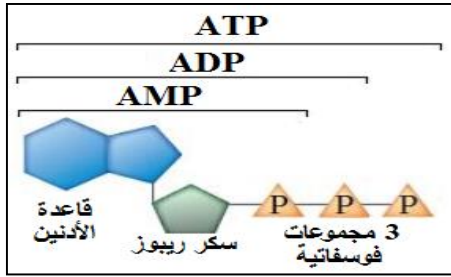 ATP
ADP
AMP
P P P
قاعدة
الأدنين
سكر ريبوز
3 مجموعات
فوسفاتية